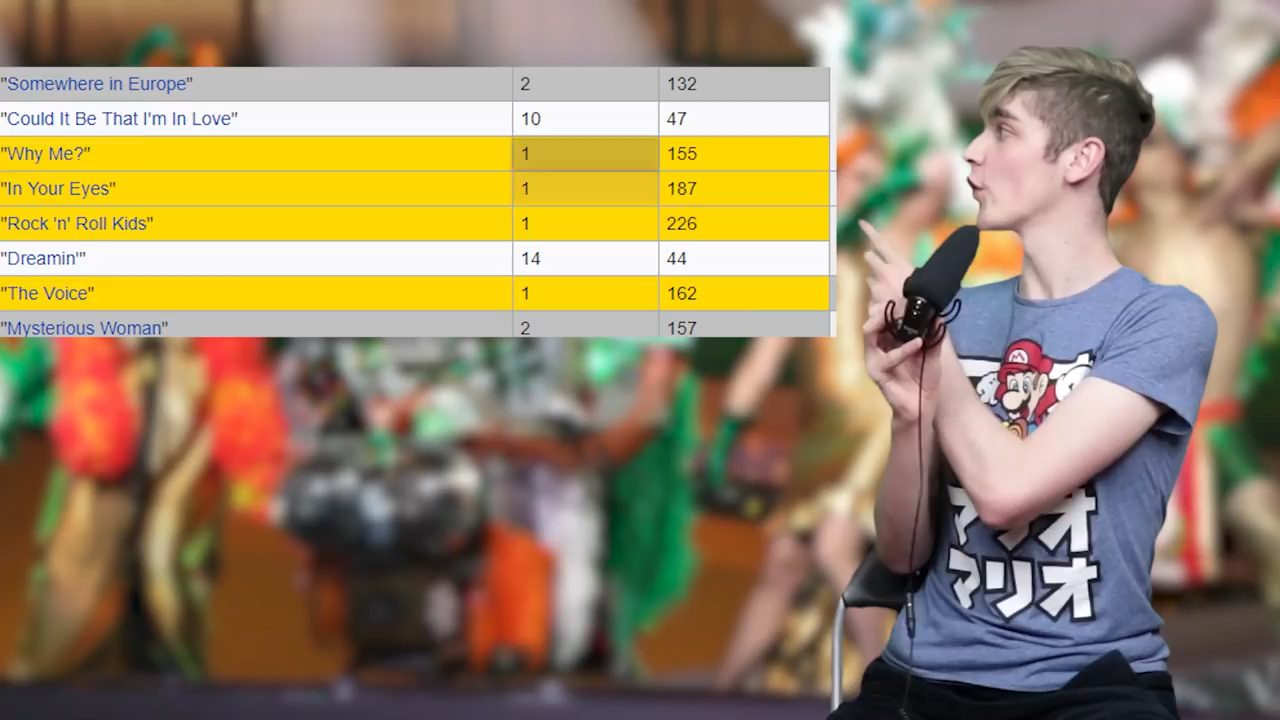 "Somewhere in Europe" 2 132
"Could It Be That I'm In Love" 10 47
"Why Me?" 1 155
"In Your Eyes" 1 187
"Rock 'n' Roll Kids" 1 226
"Dreamin'" 14 44
"The Voice" 1 162
"Mysterious Woman" 2 157
マリオ
マリオ